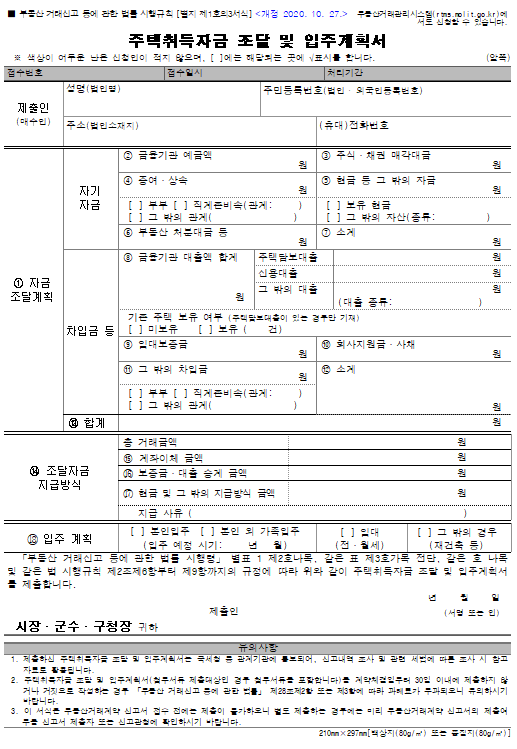 ■ 부동산 거래신고 등에 관한 법률 시행규칙 [별지 제1호의3서식] <개정 2020. 10. 27.> 부동산거래관리시스템(rtms.molit.go.kr)에
서도 신청할 수 있습니다.
주택취득자금 조달 및 입주계획서
※ 색상이 어두운 난은 신청인이 적지 않으며, [ ]에는 해당되는 곳에 √표시를 합니다. (앞쪽)
접수번호 접수일시 처리기간
제출인
(매수인)
성명(법인명) 주민등록번호(법인ㆍ외국인등록번호)
주소(법인소재지) (휴대)전화번호
① 자금
조달계획
자기
자금
② 금융기관 예금액 원 ③ 주식ㆍ채권 매각대금 원
④ 증여ㆍ상속 원 ⑤ 현금 등 그 밖의 자금 원
[ ] 부부 [ ] 직계존비속(관계: ) [ ] 보유 현금
[ ] 그 밖의 관계( ) [ ] 그 밖의 자산(종류: )
⑥ 부동산 처분대금 등 원 ⑦ 소계 원
차입금 등
⑧ 금융기관 대출액 합계 원 주택담보대출 원
신용대출 원
그 밖의 대출 원
(대출 종류: )
기존 주택 보유 여부 (주택담보대출이 있는 경우만 기재)
[ ] 미보유 [ ] 보유 ( 건)
⑨ 임대보증금 원 ⑩ 회사지원금ㆍ사채 원
⑪ 그 밖의 차입금 원 ⑫ 소계
[ ] 부부 [ ] 직계존비속(관계: )
[ ] 그 밖의 관계( ) 원
⑬ 합계 원
⑭ 조달자금
지급방식
총 거래금액 원
⑮ 계좌이체 금액 원
⑯ 보증금ㆍ대출 승계 금액 원
⑰ 현금 및 그 밖의 지급방식 금액 원
지급 사유 ( )
⑱ 입주 계획
[ ] 본인입주 [ ] 본인 외 가족입주 [ ] 임대 [ ] 그 밖의 경우
(입주 예정 시기: 년 월) (전ㆍ월세) (재건축 등)
「부동산 거래신고 등에 관한 법률 시행령」 별표 1 제2호나목, 같은 표 제3호가목 전단, 같은 호 나목
및 같은 법 시행규칙 제2조제6항부터 제9항까지의 규정에 따라 위와 같이 주택취득자금 조달 및 입주계획서
를 제출합니다.
년 월 일
제출인 (서명 또는 인)
시장ㆍ군수ㆍ구청장 귀하
유의사항
1. 제출하신 주택취득자금 조달 및 입주계획서는 국세청 등 관계기관에 통보되어, 신고내역 조사 및 관련 세법에 따른 조사 시 참고
자료로 활용됩니다.
2. 주택취득자금 조달 및 입주계획서(첨부서류 제출대상인 경우 첨부서류를 포함합니다)를 계약체결일부터 30일 이내에 제출하지 않
거나 거짓으로 작성하는 경우 「부동산 거래신고 등에 관한 법률」 제28조제2항 또는 제3항에 따라 과태료가 부과되오니 유의하시기
바랍니다.
3. 이 서식은 부동산거래계약 신고서 접수 전에는 제출이 불가하오니 별도 제출하는 경우에는 미리 부동산거래계약 신고서의 제출여
부를 신고서 제출자 또는 신고관청에 확인하시기 바랍니다.
210mm×297mm[백상지(80g/㎡) 또는 중질지(80g/㎡)]